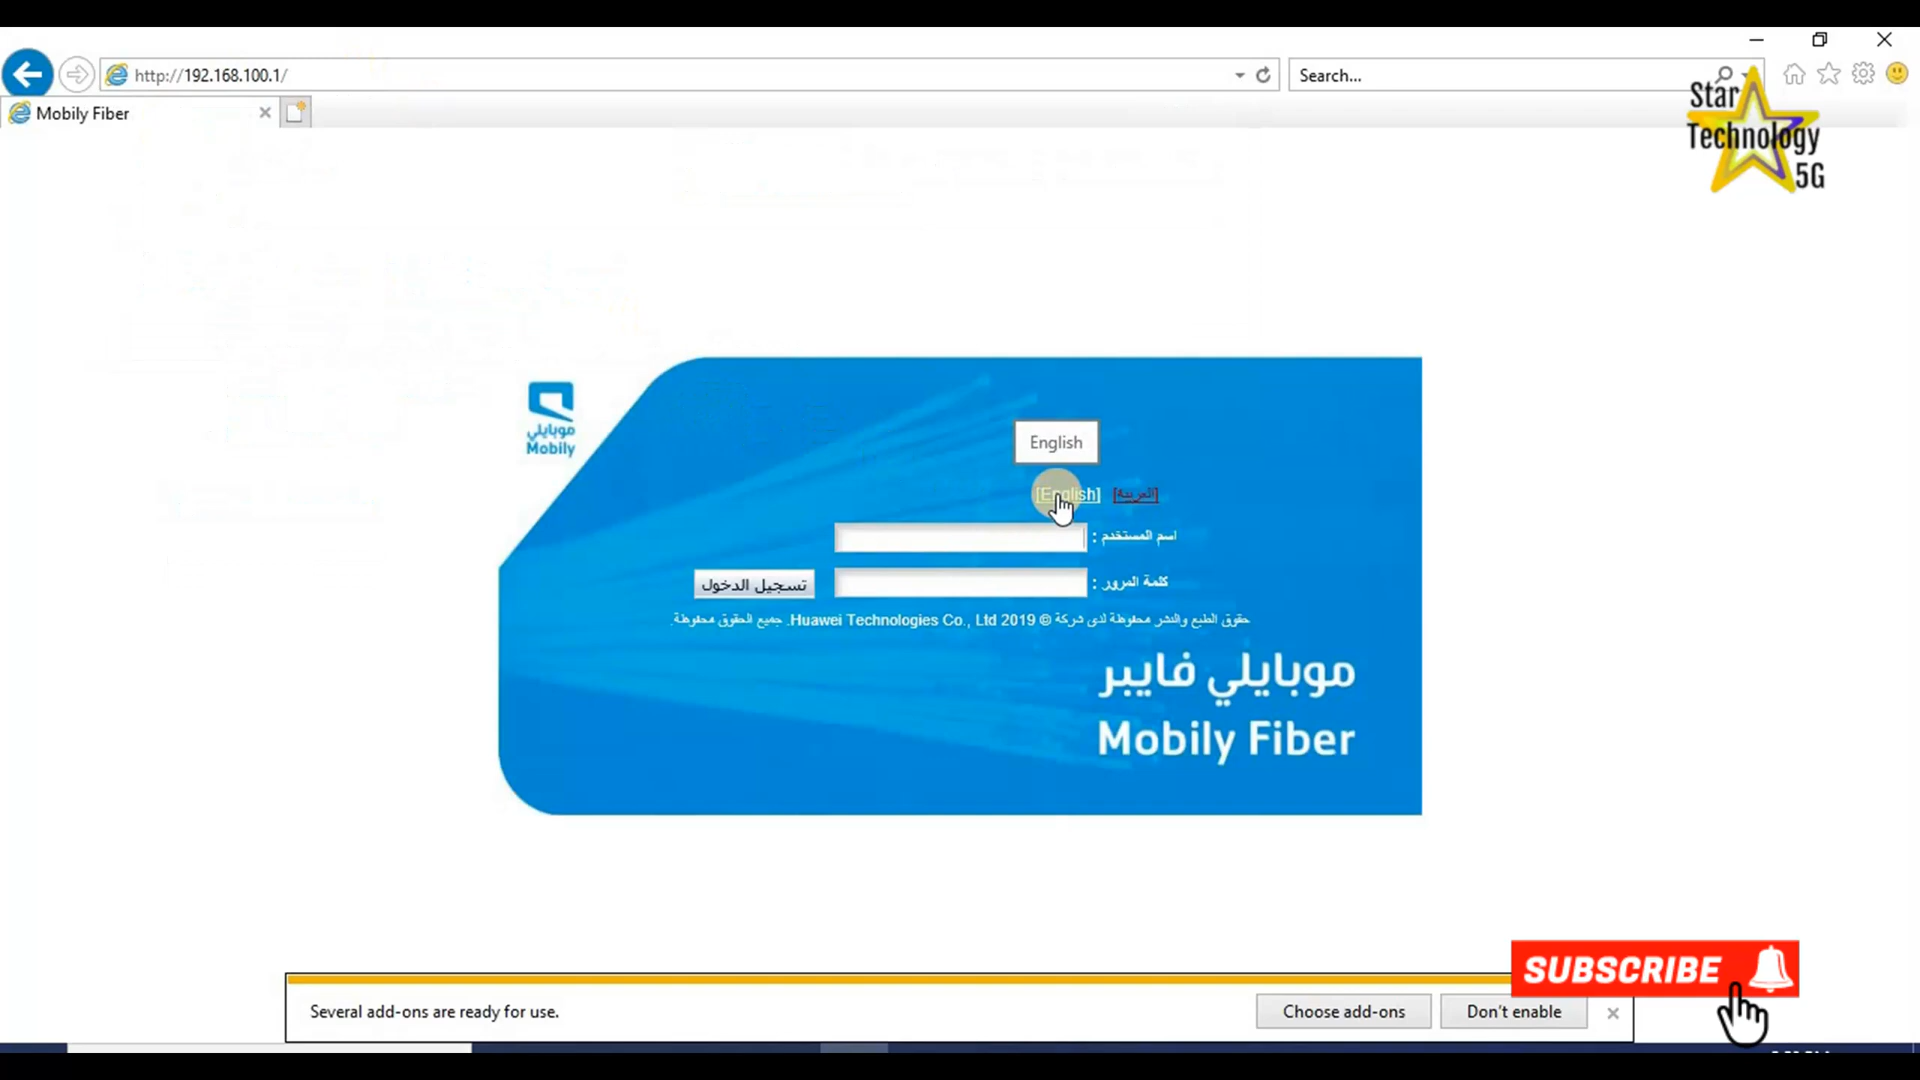 http://192.168.100.1/
Search...
Mobily Fiber
Star
Technology
5G
موبايلي
Mobily
English
[English] [العربية]
اسم المستخدم :
كلمة المرور :
تسجيل الدخول
حقوق الطبع والنشر محفوظة لدى شركة © Huawei Technologies Co., Ltd 2019. جميع الحقوق محفوظة.
موبايلي فايبر
Mobily Fiber
SUBSCRIBE
Several add-ons are ready for use.
Choose add-ons
Don't enable